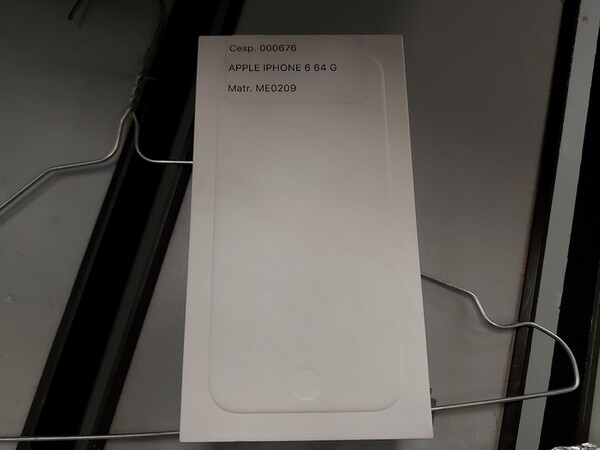 Cesp. 000676
APPLE IPHONE 6 64 G
Matr. ME0209